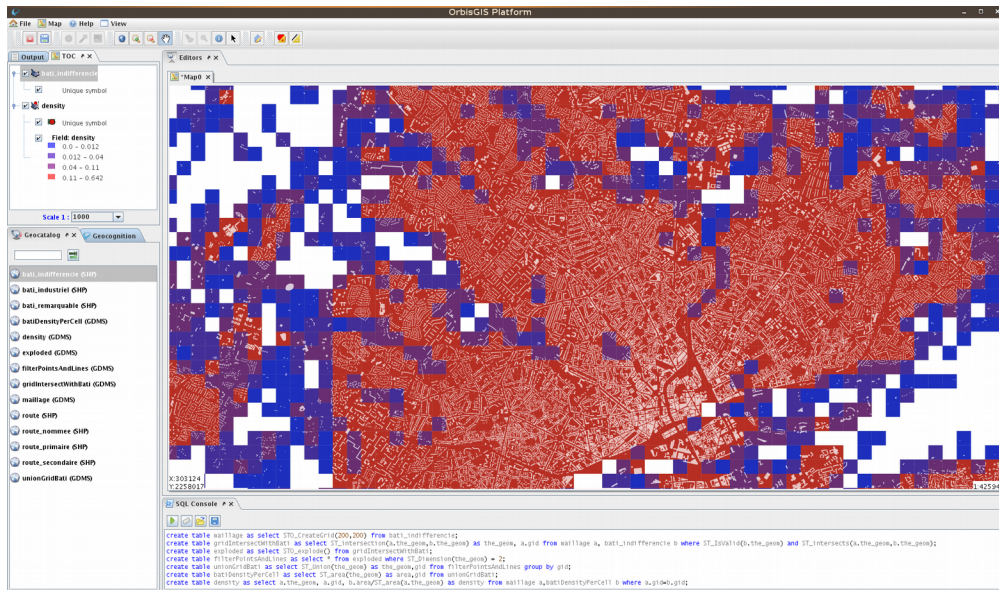 OrbisGIS Platform
File Map Help View
Output TOC
bati_indifferencie
Unique symbol
density
Unique symbol
Field: density
0.0 - 0.012
0.012 - 0.04
0.04 - 0.11
0.11 - 0.642
Scale 1 : 1000
Geocatalog Geocognition
bati_indifferencie (SHP)
bati_industriel (SHP)
bati_remarquable (SHP)
batiDensityPerCell (GDMS)
density (GDMS)
exploded (GDMS)
filterPointsAndLines (GDMS)
gridIntersectWithBati (GDMS)
maillage (GDMS)
route (SHP)
route_nommee (SHP)
route_primaire (SHP)
route_secondaire (SHP)
unionGridBati (GDMS)
Editors
*Map0
X:303124
Y:2258017
1:42594
SQL Console
create table maillage as select STO_CreateGrid(200,200) from bati_indifferencie;
create table gridIntersectWithBati as select ST_intersection(a.the_geom,b.the_geom) as the_geom, a.gid from maillage a, bati_indifferencie b where ST_IsValid(b.the_geom) and ST_intersects(a.the_geom,b.the_geom);
create table exploded as select STO_explode() from gridIntersectWithBati;
create table filterPointsAndLines as select * from exploded where ST_Dimension(the_geom) = 2;
create table unionGridBati as select ST_Union(the_geom) as the_geom,gid from filterPointsAndLines group by gid;
create table batiDensityPerCell as select ST_area(the_geom) as area,gid from unionGridBati;
create table density as select a.the_geom, a.gid, b.area/ST_area(a.the_geom) as density from maillage a,batiDensityPerCell b where a.gid=b.gid;